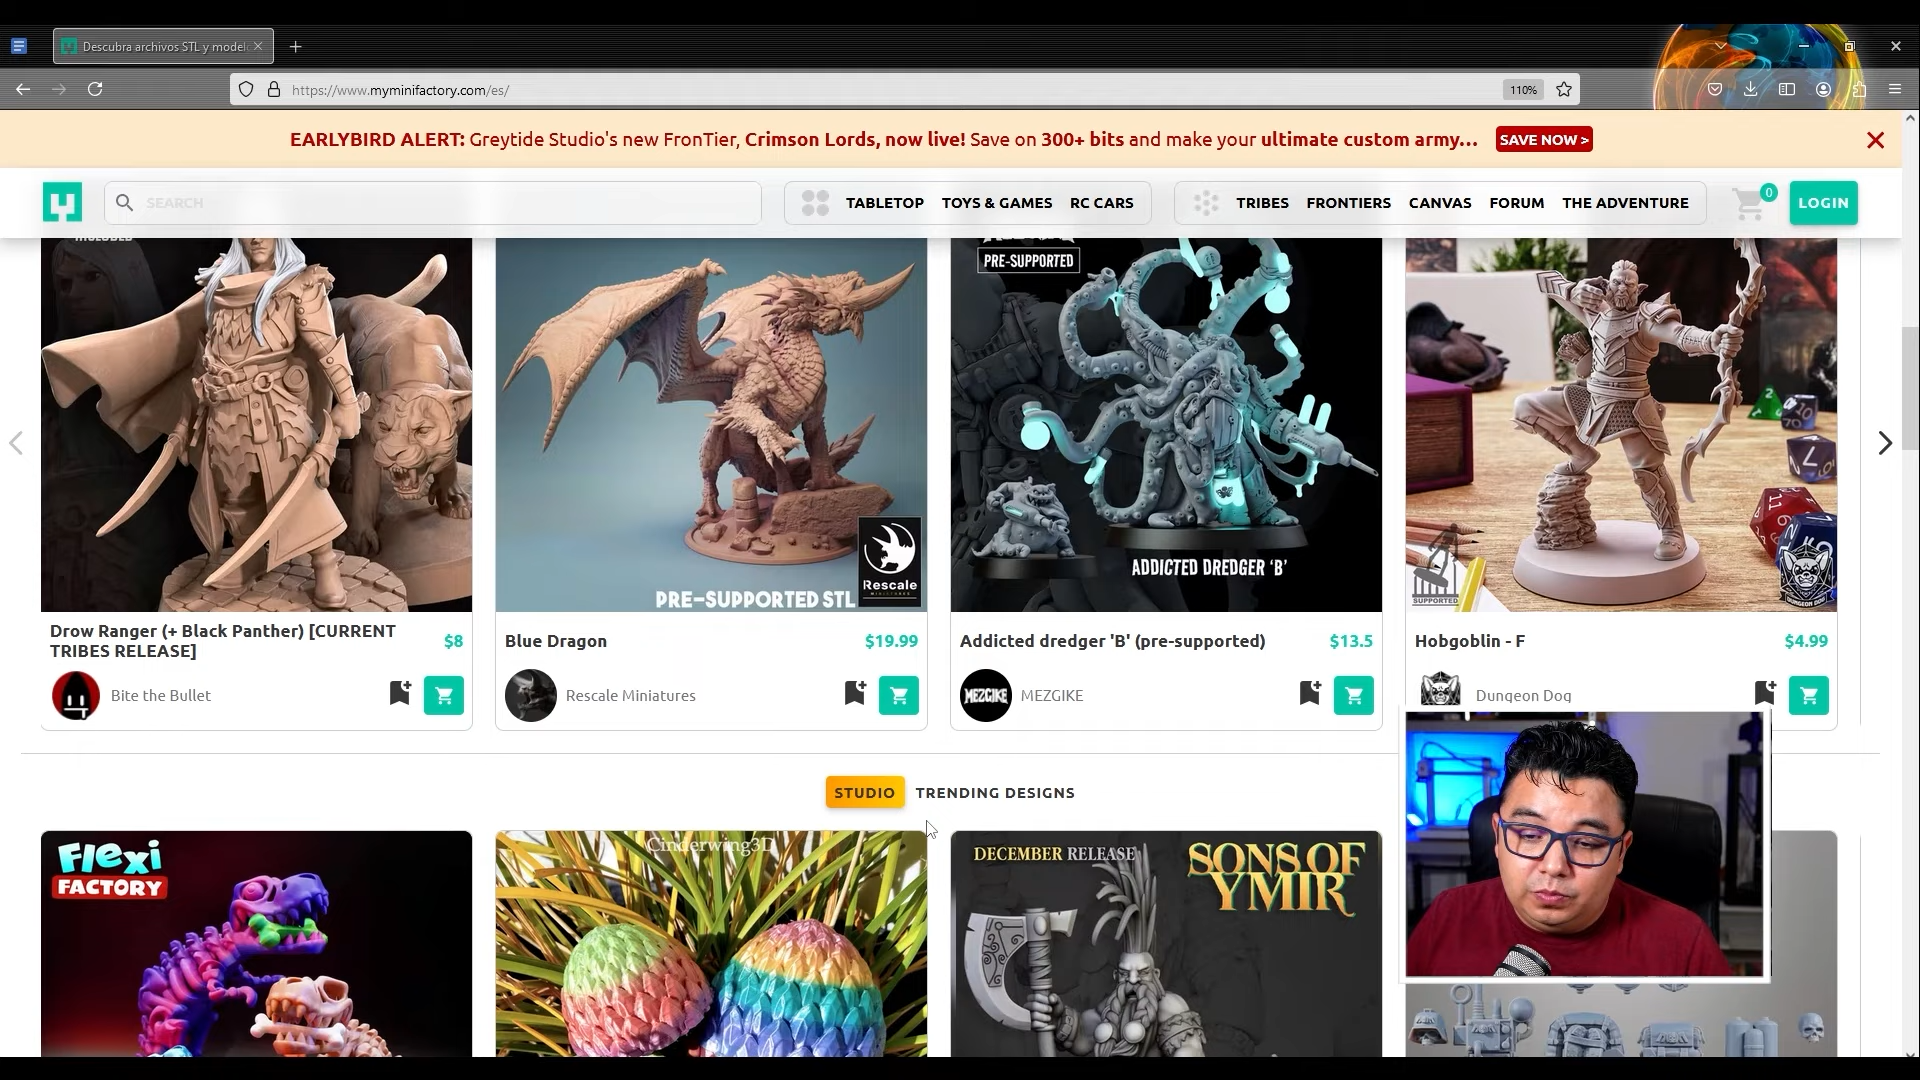 Descubra archivos STL y model
https://www.myminifactory.com/es/
110%
EARLYBIRD ALERT: Greytide Studio's new FronTier, Crimson Lords, now live! Save on 300+ bits and make your ultimate custom army...
SAVE NOW >
SEARCH
TABLETOP
TOYS & GAMES
RC CARS
TRIBES
FRONTIERS
CANVAS
FORUM
THE ADVENTURE
0
LOGIN
INCLUDED
PRE-SUPPORTED
Rescale
MINIATURES
PRE-SUPPORTED STL
ADDICTED DREDGER 'B'
SUPPORTED
DUNGEON DOG
Drow Ranger (+ Black Panther) [CURRENT
TRIBES RELEASE]
$8
Blue Dragon
$19.99
Addicted dredger 'B' (pre-supported)
$13.5
Hobgoblin - F
$4.99
Bite the Bullet
Rescale Miniatures
MEZGIKE
MEZGIKE
Dungeon Dog
STUDIO
TRENDING DESIGNS
Flexi
FACTORY
Cinderwing3D
DECEMBER RELEASE
SONS OF
YMIR